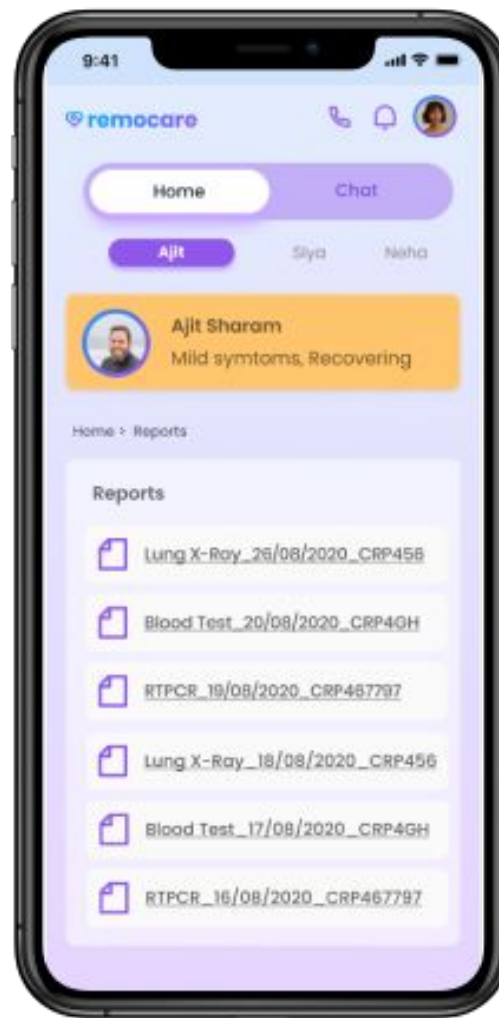 9:41
remocare
Home Chat
Ajit Siya Neha
Ajit Sharam
Mild symtoms, Recovering
Home > Reports
Reports
Lung X-Ray_26/08/2020_CRP456
Blood Test_20/08/2020_CRP4GH
RTPCR_19/08/2020_CRP467797
Lung X-Ray_18/08/2020_CRP456
Blood Test_17/08/2020_CRP4GH
RTPCR_16/08/2020_CRP467797